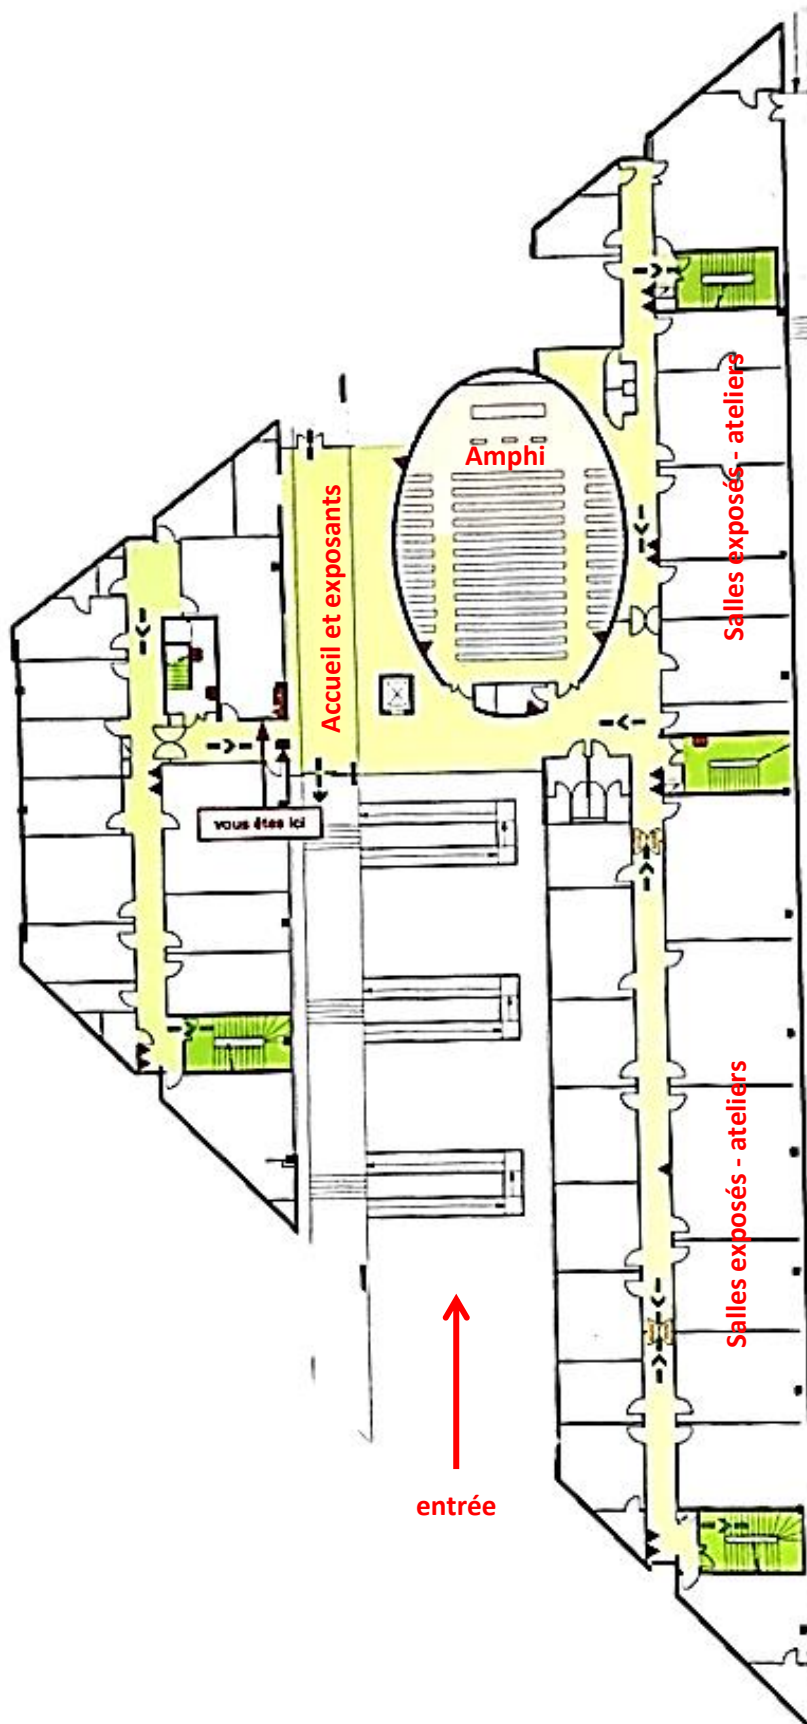 Amphi
Accueil et exposants
Salles exposés - ateliers
vous êtes ici
Salles exposés - ateliers
entrée